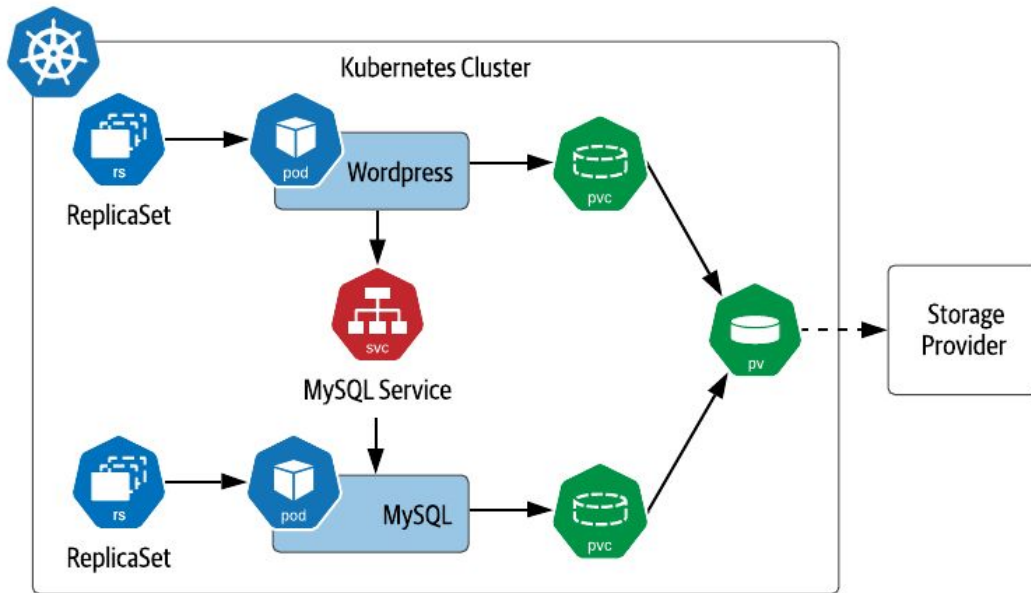 Kubernetes Cluster
rs
ReplicaSet
pod
Wordpress
pvc
svc
MySQL Service
pv
Storage
Provider
rs
ReplicaSet
pod
MySQL
pvc